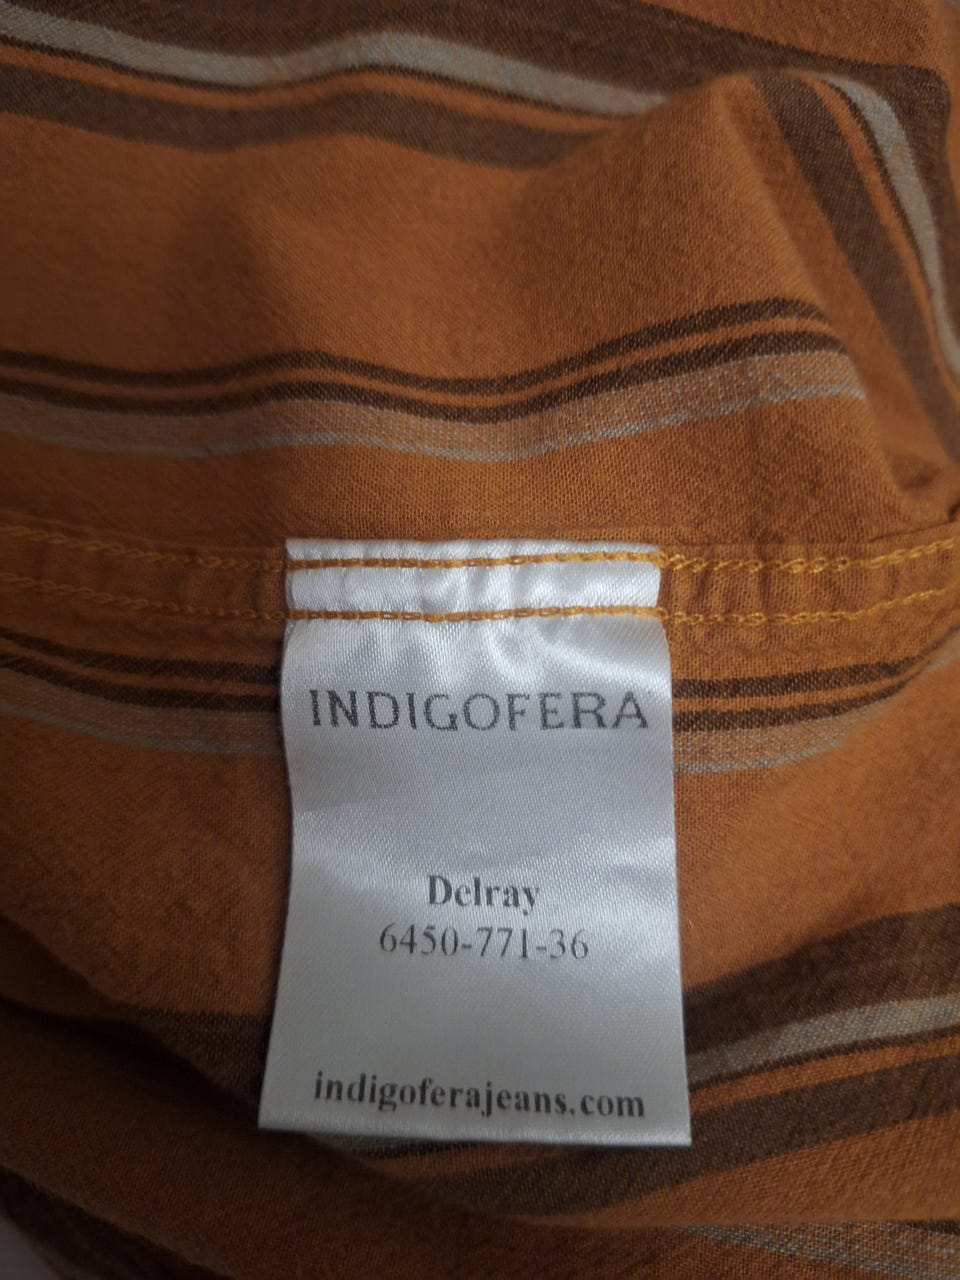 INDIGOFERA
Delray
6450-771-36
indigoferajeans.com